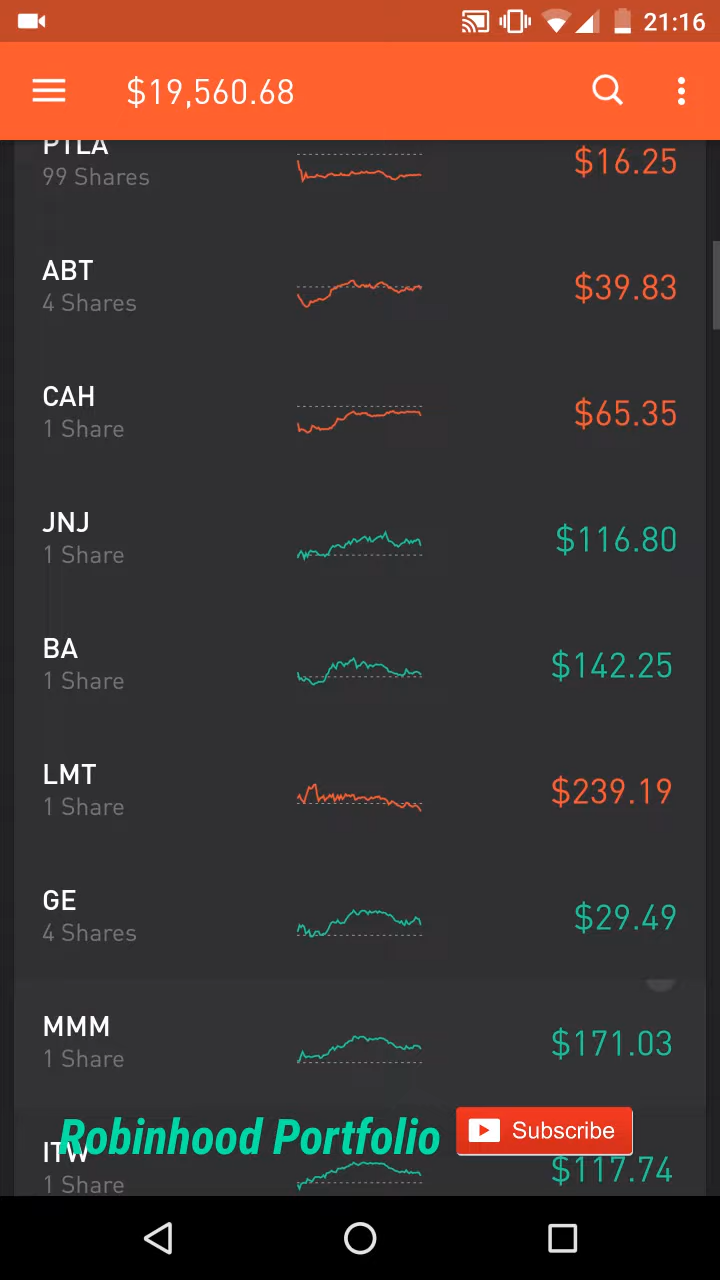 21:16
$19,560.68
PTLA
99 Shares
$16.25
ABT
4 Shares
$39.83
CAH
1 Share
$65.35
JNJ
1 Share
$116.80
BA
1 Share
$142.25
LMT
1 Share
$239.19
GE
4 Shares
$29.49
MMM
1 Share
$171.03
Robinhood Portfolio
Subscribe
ITW
1 Share
$117.74